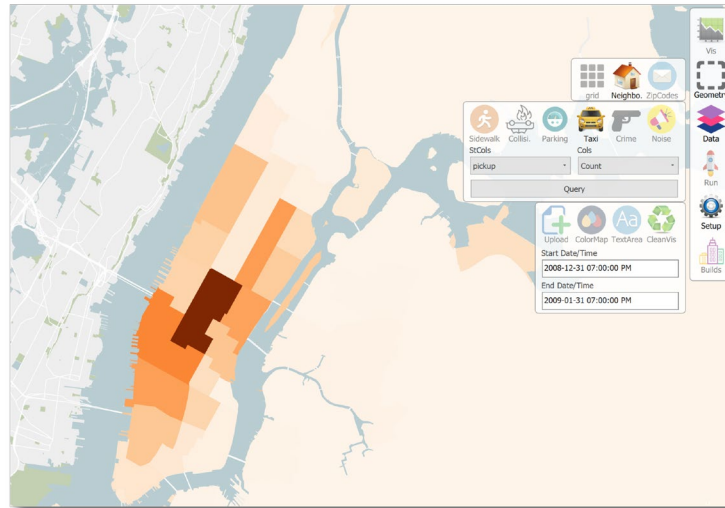 Vis
grid Neighbo. ZipCodes
Geometry
Sidewalk Collisi. Parking Taxi Crime Noise
Data
StCols Cols
pickup Count
Run
Query
Setup
Upload ColorMap TextArea CleanVis
Aa
Start Date/Time
2008-12-31 07:00:00 PM
Builds
End Date/Time
2009-01-31 07:00:00 PM